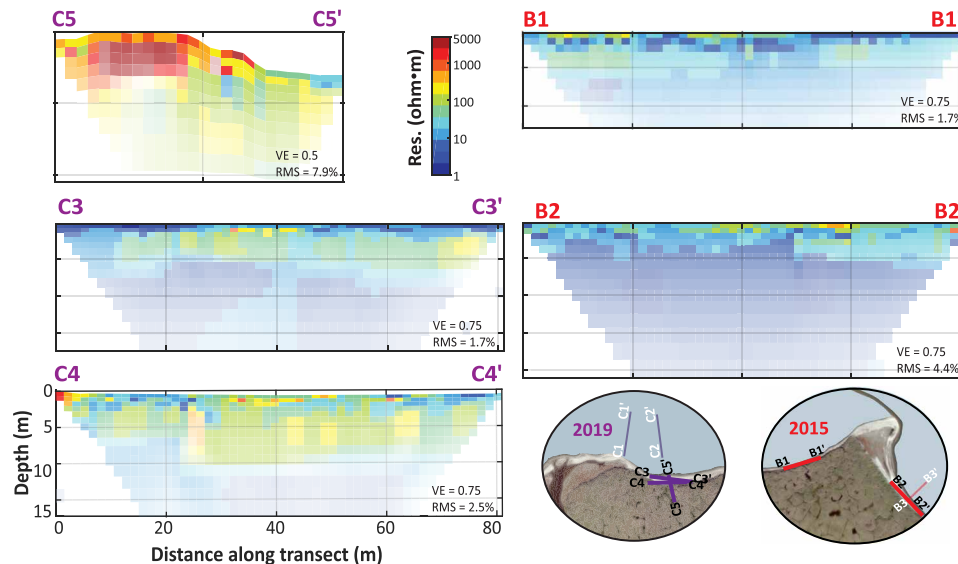 C5 C5'
VE = 0.5
RMS = 7.9%
Res. (ohm•m)
5000
1000
100
10
1
B1 B1'
VE = 0.75
RMS = 1.7%
C3 C3'
VE = 0.75
RMS = 1.7%
B2 B2
VE = 0.75
RMS = 4.4%
C4 C4'
0
5
10
15
Depth (m)
VE = 0.75
RMS = 2.5%
0 20 40 60 80
Distance along transect (m)
2019
C1' C2'
C1 C2
C5'
C3 C3'
C4 C4'
C5
2015
B1 B1'
B2 B3'
B3 B2'